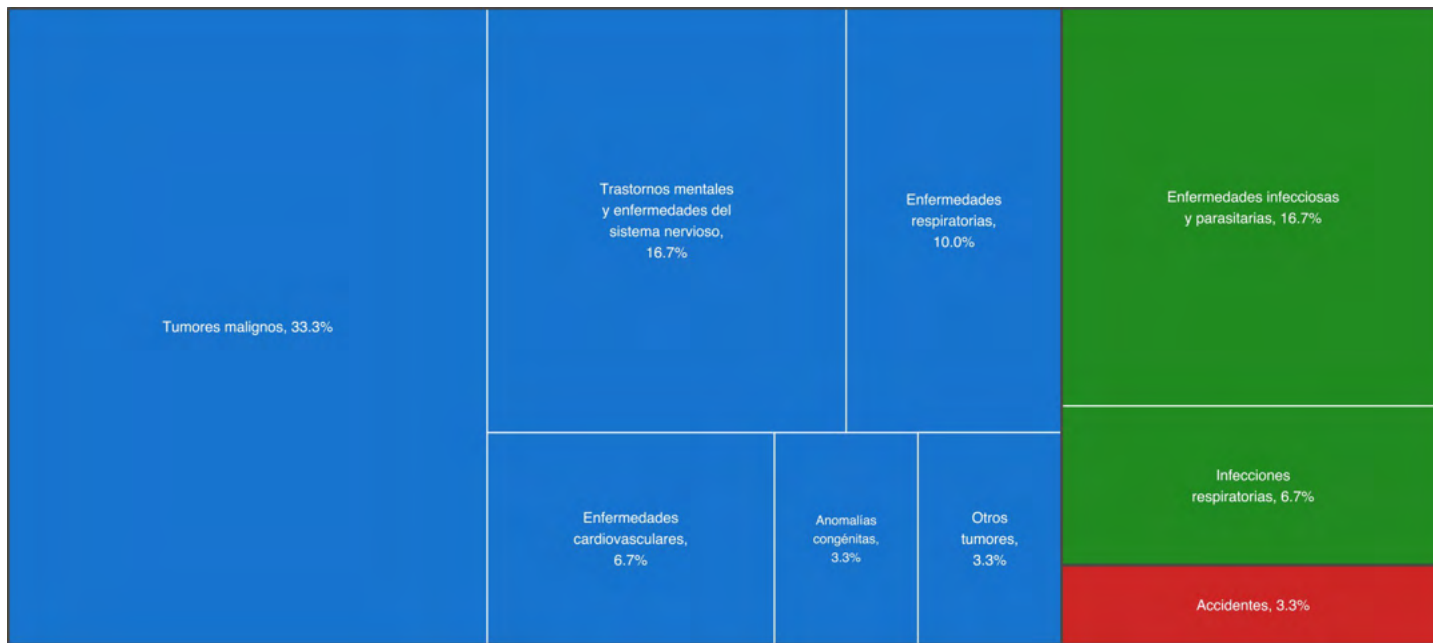 Tumores malignos, 33.3%
Trastornos mentales
y enfermedades del
sistema nervioso,
16.7%
Enfermedades
respiratorias,
10.0%
Enfermedades
cardiovasculares,
6.7%
Anomalías
congénitas,
3.3%
Otros
tumores,
3.3%
Enfermedades infecciosas
y parasitarias, 16.7%
Infecciones
respiratorias, 6.7%
Accidentes, 3.3%